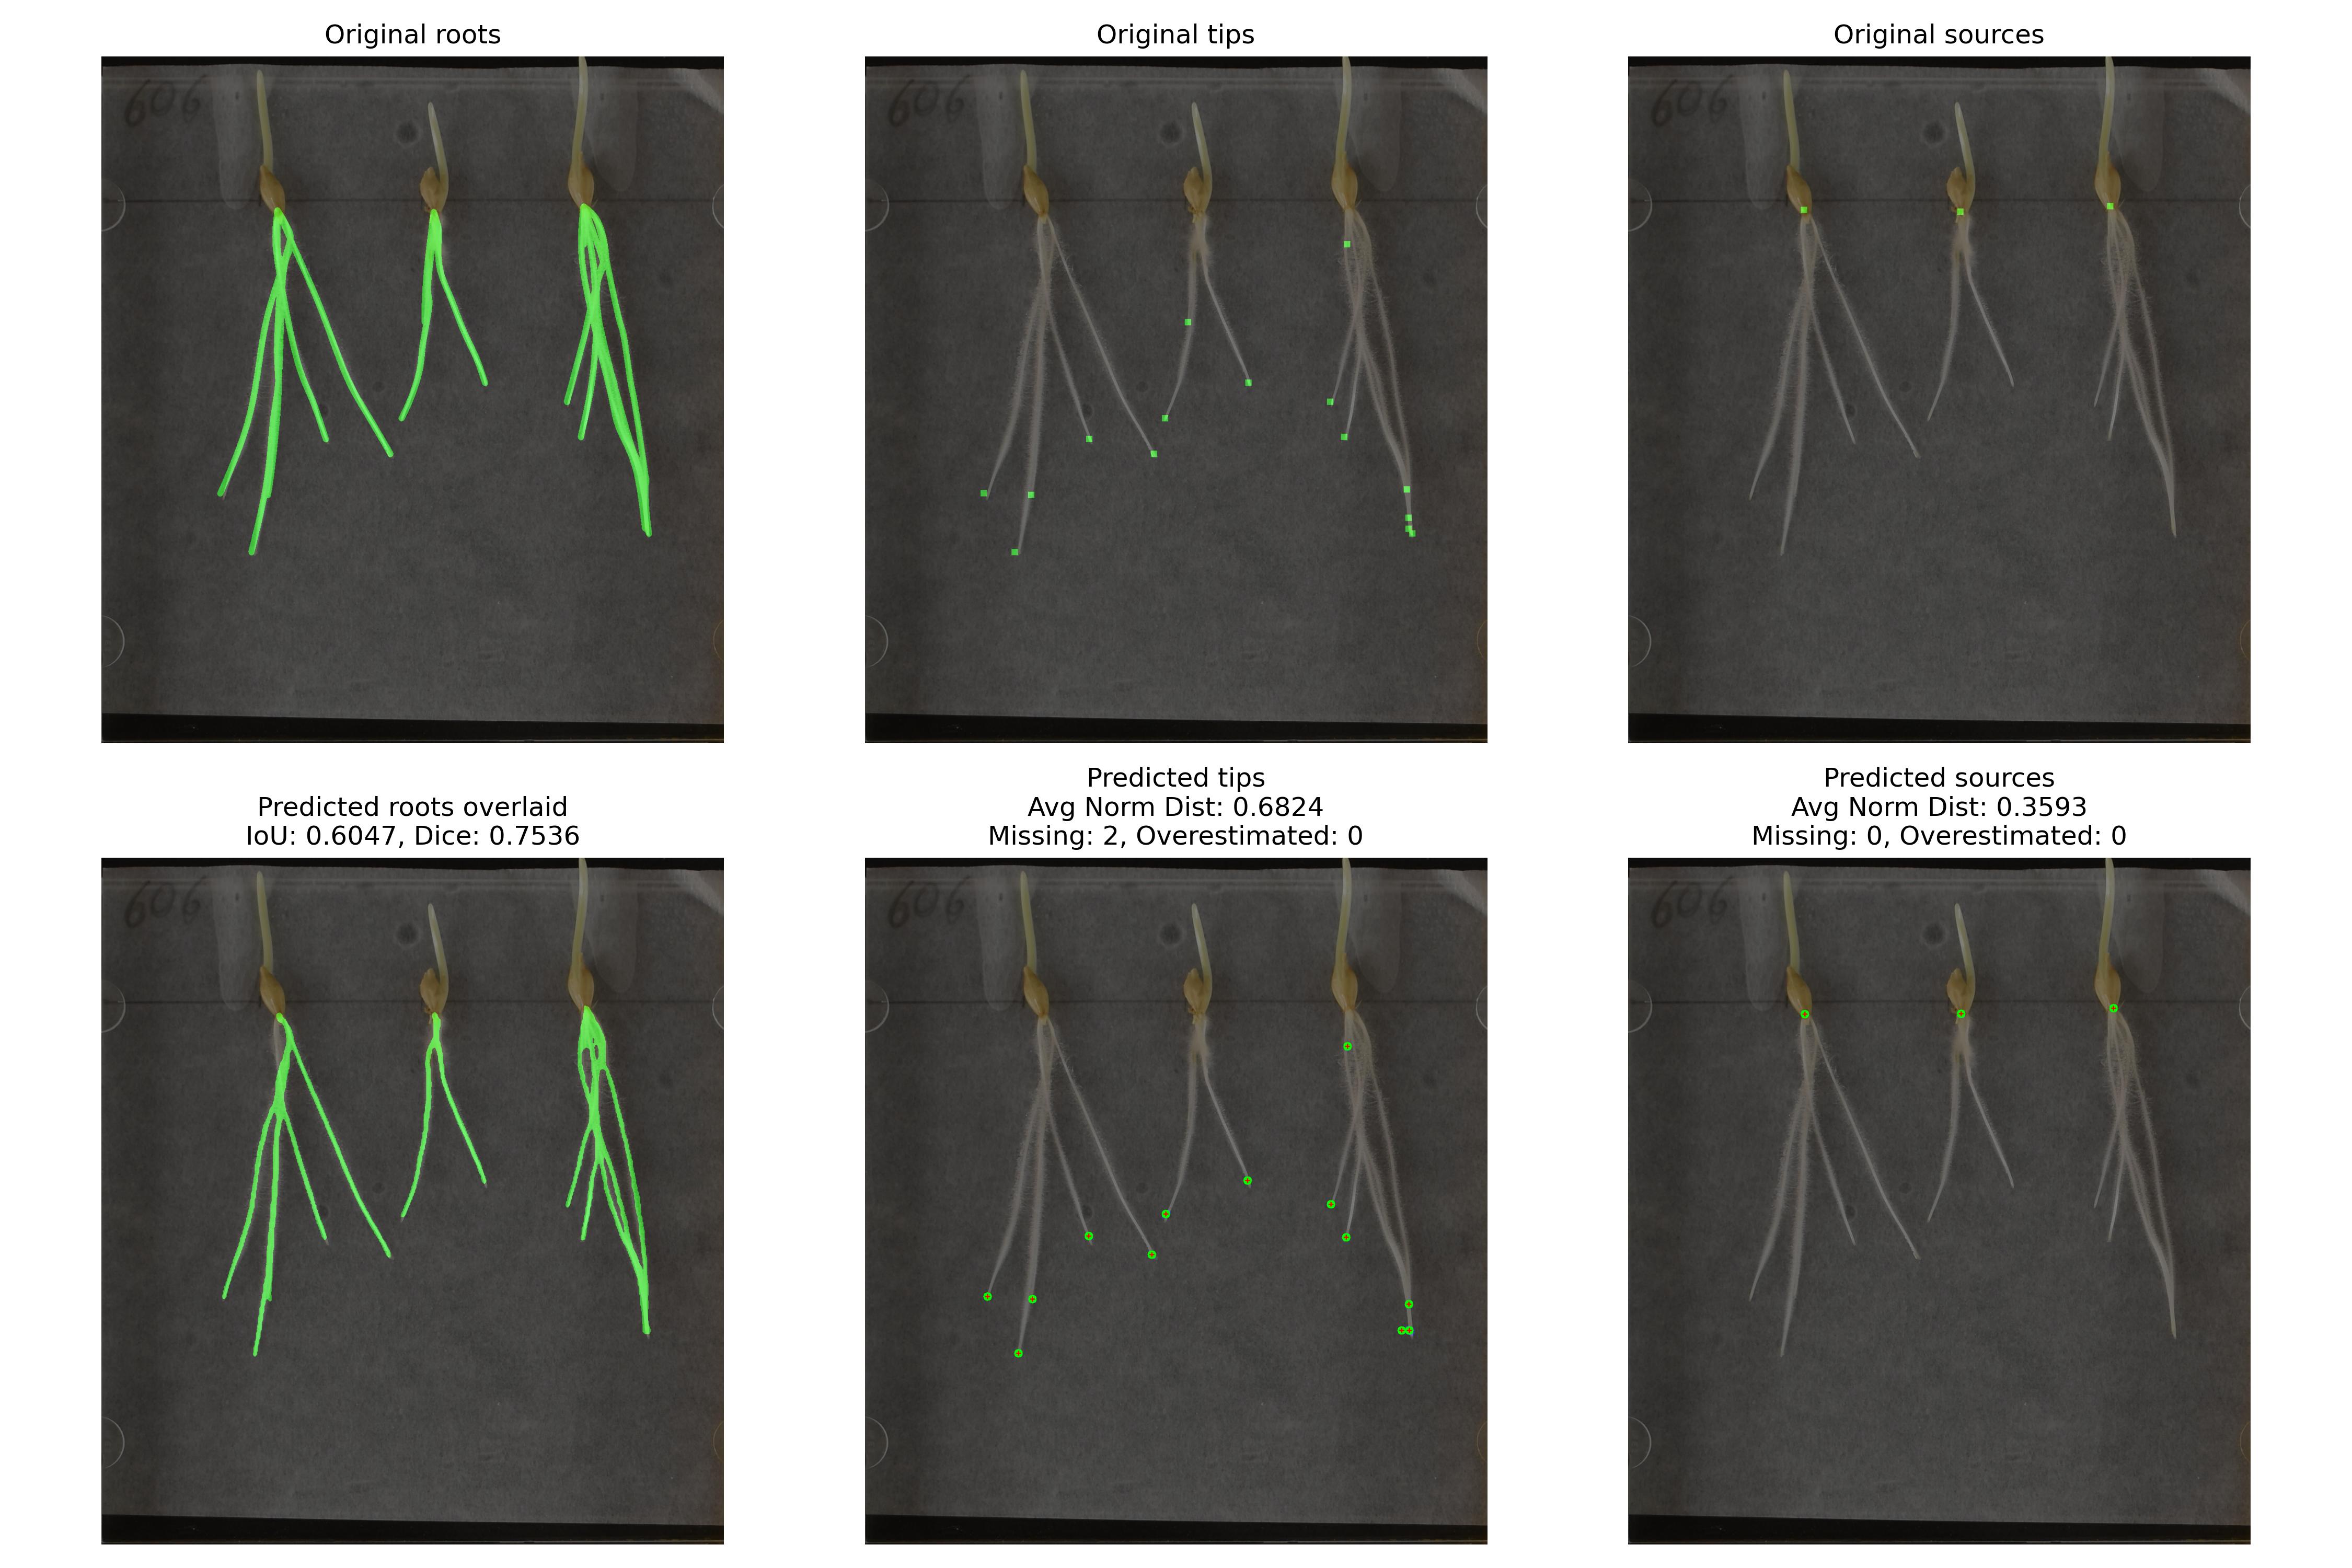 Original roots
Original tips
Original sources
606
606
606
Predicted roots overlaid
IoU: 0.6047, Dice: 0.7536
Predicted tips
Avg Norm Dist: 0.6824
Missing: 2, Overestimated: 0
Predicted sources
Avg Norm Dist: 0.3593
Missing: 0, Overestimated: 0
606
606
606